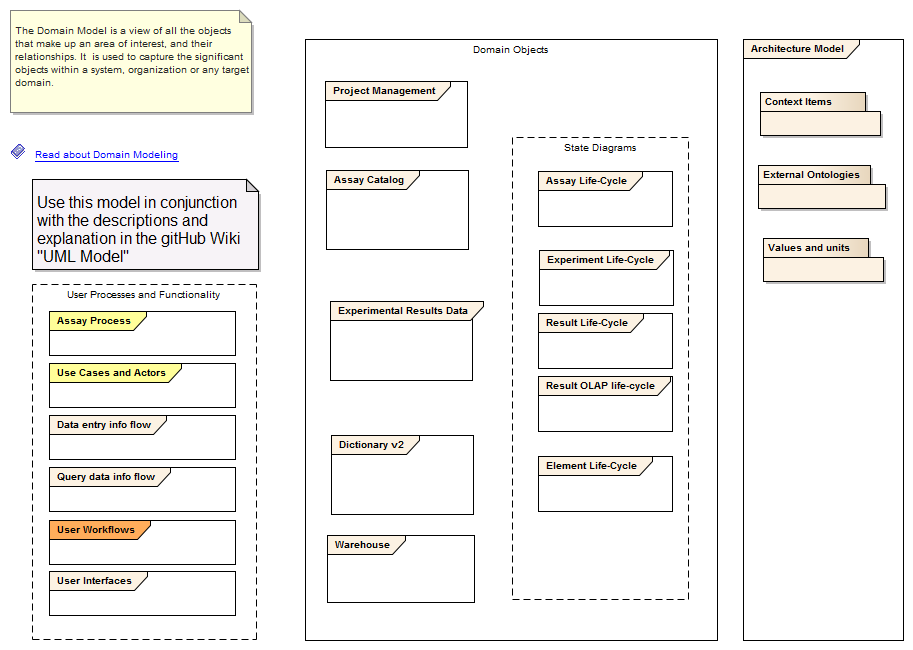 The Domain Model is a view of all the objects
that make up an area of interest, and their
relationships. It is used to capture the significant
objects within a system, organization or any target
domain.
Read about Domain Modeling
Use this model in conjunction
with the descriptions and
explanation in the gitHub Wiki
"UML Model"
User Processes and Functionality
Assay Process
Use Cases and Actors
Data entry info flow
Query data info flow
User Workflows
User Interfaces
Domain Objects
Project Management
Assay Catalog
Experimental Results Data
Dictionary v2
Warehouse
State Diagrams
Assay Life-Cycle
Experiment Life-Cycle
Result Life-Cycle
Result OLAP life-cycle
Element Life-Cycle
Architecture Model
Context Items
External Ontologies
Values and units